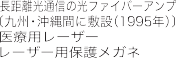 長距離光通信の光ファイバーアンプ
(九州・沖縄間に敷設(1995年))
医療用レーザー
レーザー用保護メガネ